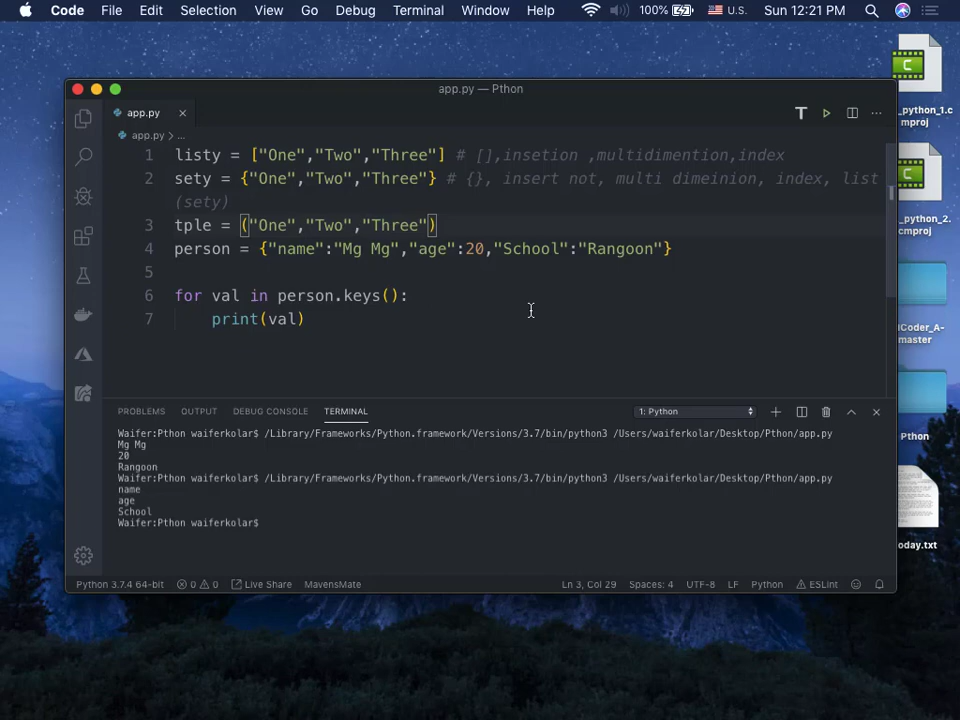 Code File Edit Selection View Go Debug Terminal Window Help 100% U.S. Sun 12:21 PM
app.py — Pthon
app.py
app.py > ...
1 listy = ["One","Two","Three"] # [],insetion ,multidimention,index
2 sety = {"One","Two","Three"} # {}, insert not, multi dimeinion, index, list
(sety)
3 tple = ("One","Two","Three")
4 person = {"name":"Mg Mg","age":20,"School":"Rangoon"}
5
6 for val in person.keys():
7 print(val)
PROBLEMS OUTPUT DEBUG CONSOLE TERMINAL 1: Python
Waifer:Pthon waiferkolar$ /Library/Frameworks/Python.framework/Versions/3.7/bin/python3 /Users/waiferkolar/Desktop/Pthon/app.py
Mg Mg
20
Rangoon
Waifer:Pthon waiferkolar$ /Library/Frameworks/Python.framework/Versions/3.7/bin/python3 /Users/waiferkolar/Desktop/Pthon/app.py
name
age
School
Waifer:Pthon waiferkolar$
Python 3.7.4 64-bit 0 0 Live Share MavensMate Ln 3, Col 29 Spaces: 4 UTF-8 LF Python ESLint
_python_1.c
mproj
_python_2.
cmproj
lCoder_A-
master
Pthon
oday.txt